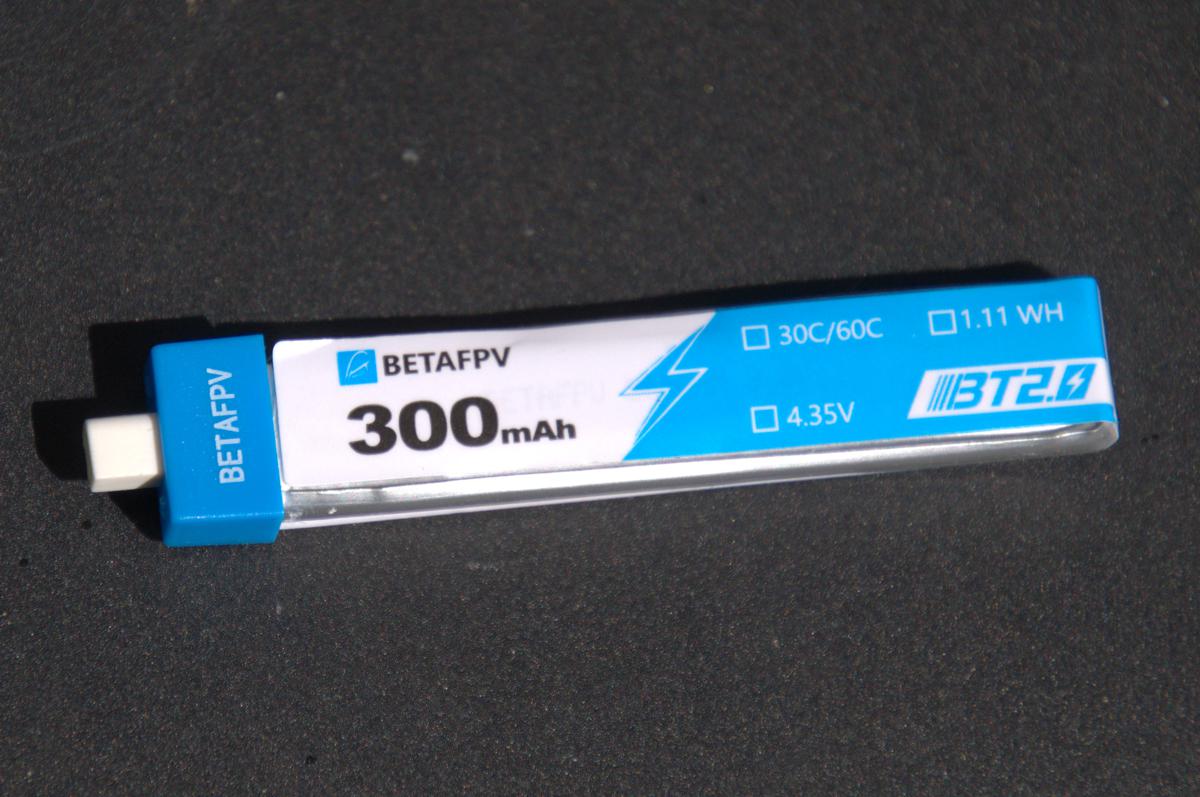 BETAFPV
BETAFPV
300mAh
30C/60C
1.11 WH
4.35V
BT2.0